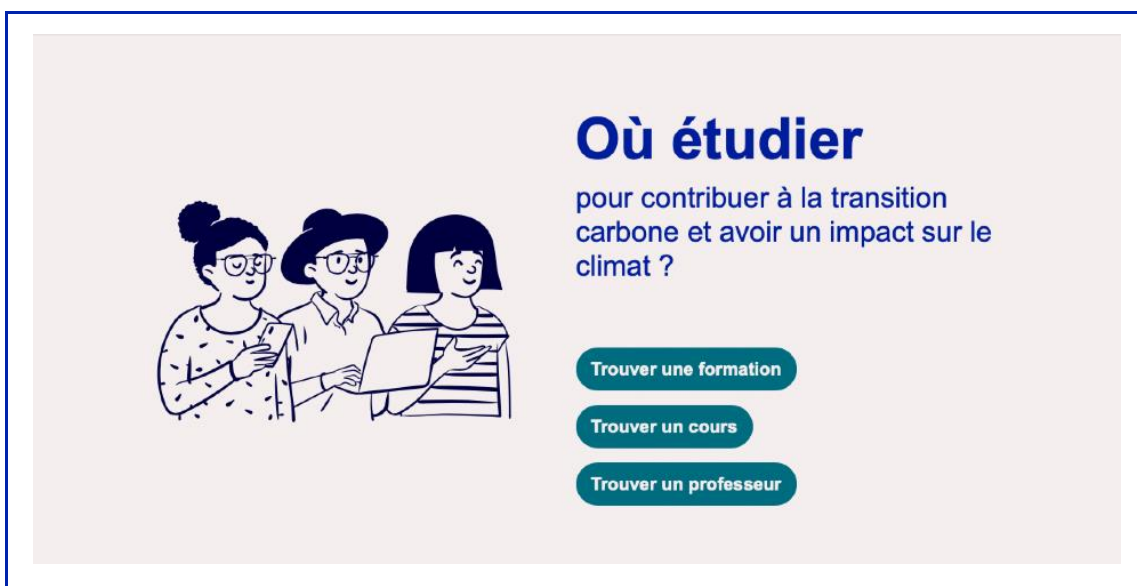 Où étudier
pour contribuer à la transition
carbone et avoir un impact sur le
climat ?
Trouver une formation
Trouver un cours
Trouver un professeur